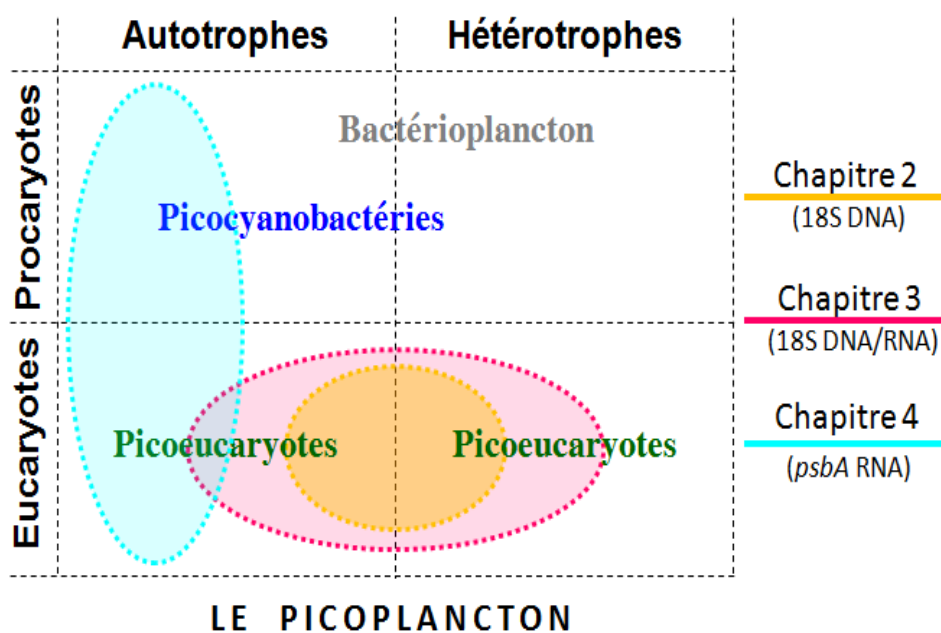 Autotrophes
Hétérotrophes
Procaryotes
Eucaryotes
Bactérioplancton
Picocyanobactéries
Picoeucaryotes
Picoeucaryotes
Chapitre 2
(18S DNA)
Chapitre 3
(18S DNA/RNA)
Chapitre 4
(psbA RNA)
LE PICOPLANCTON